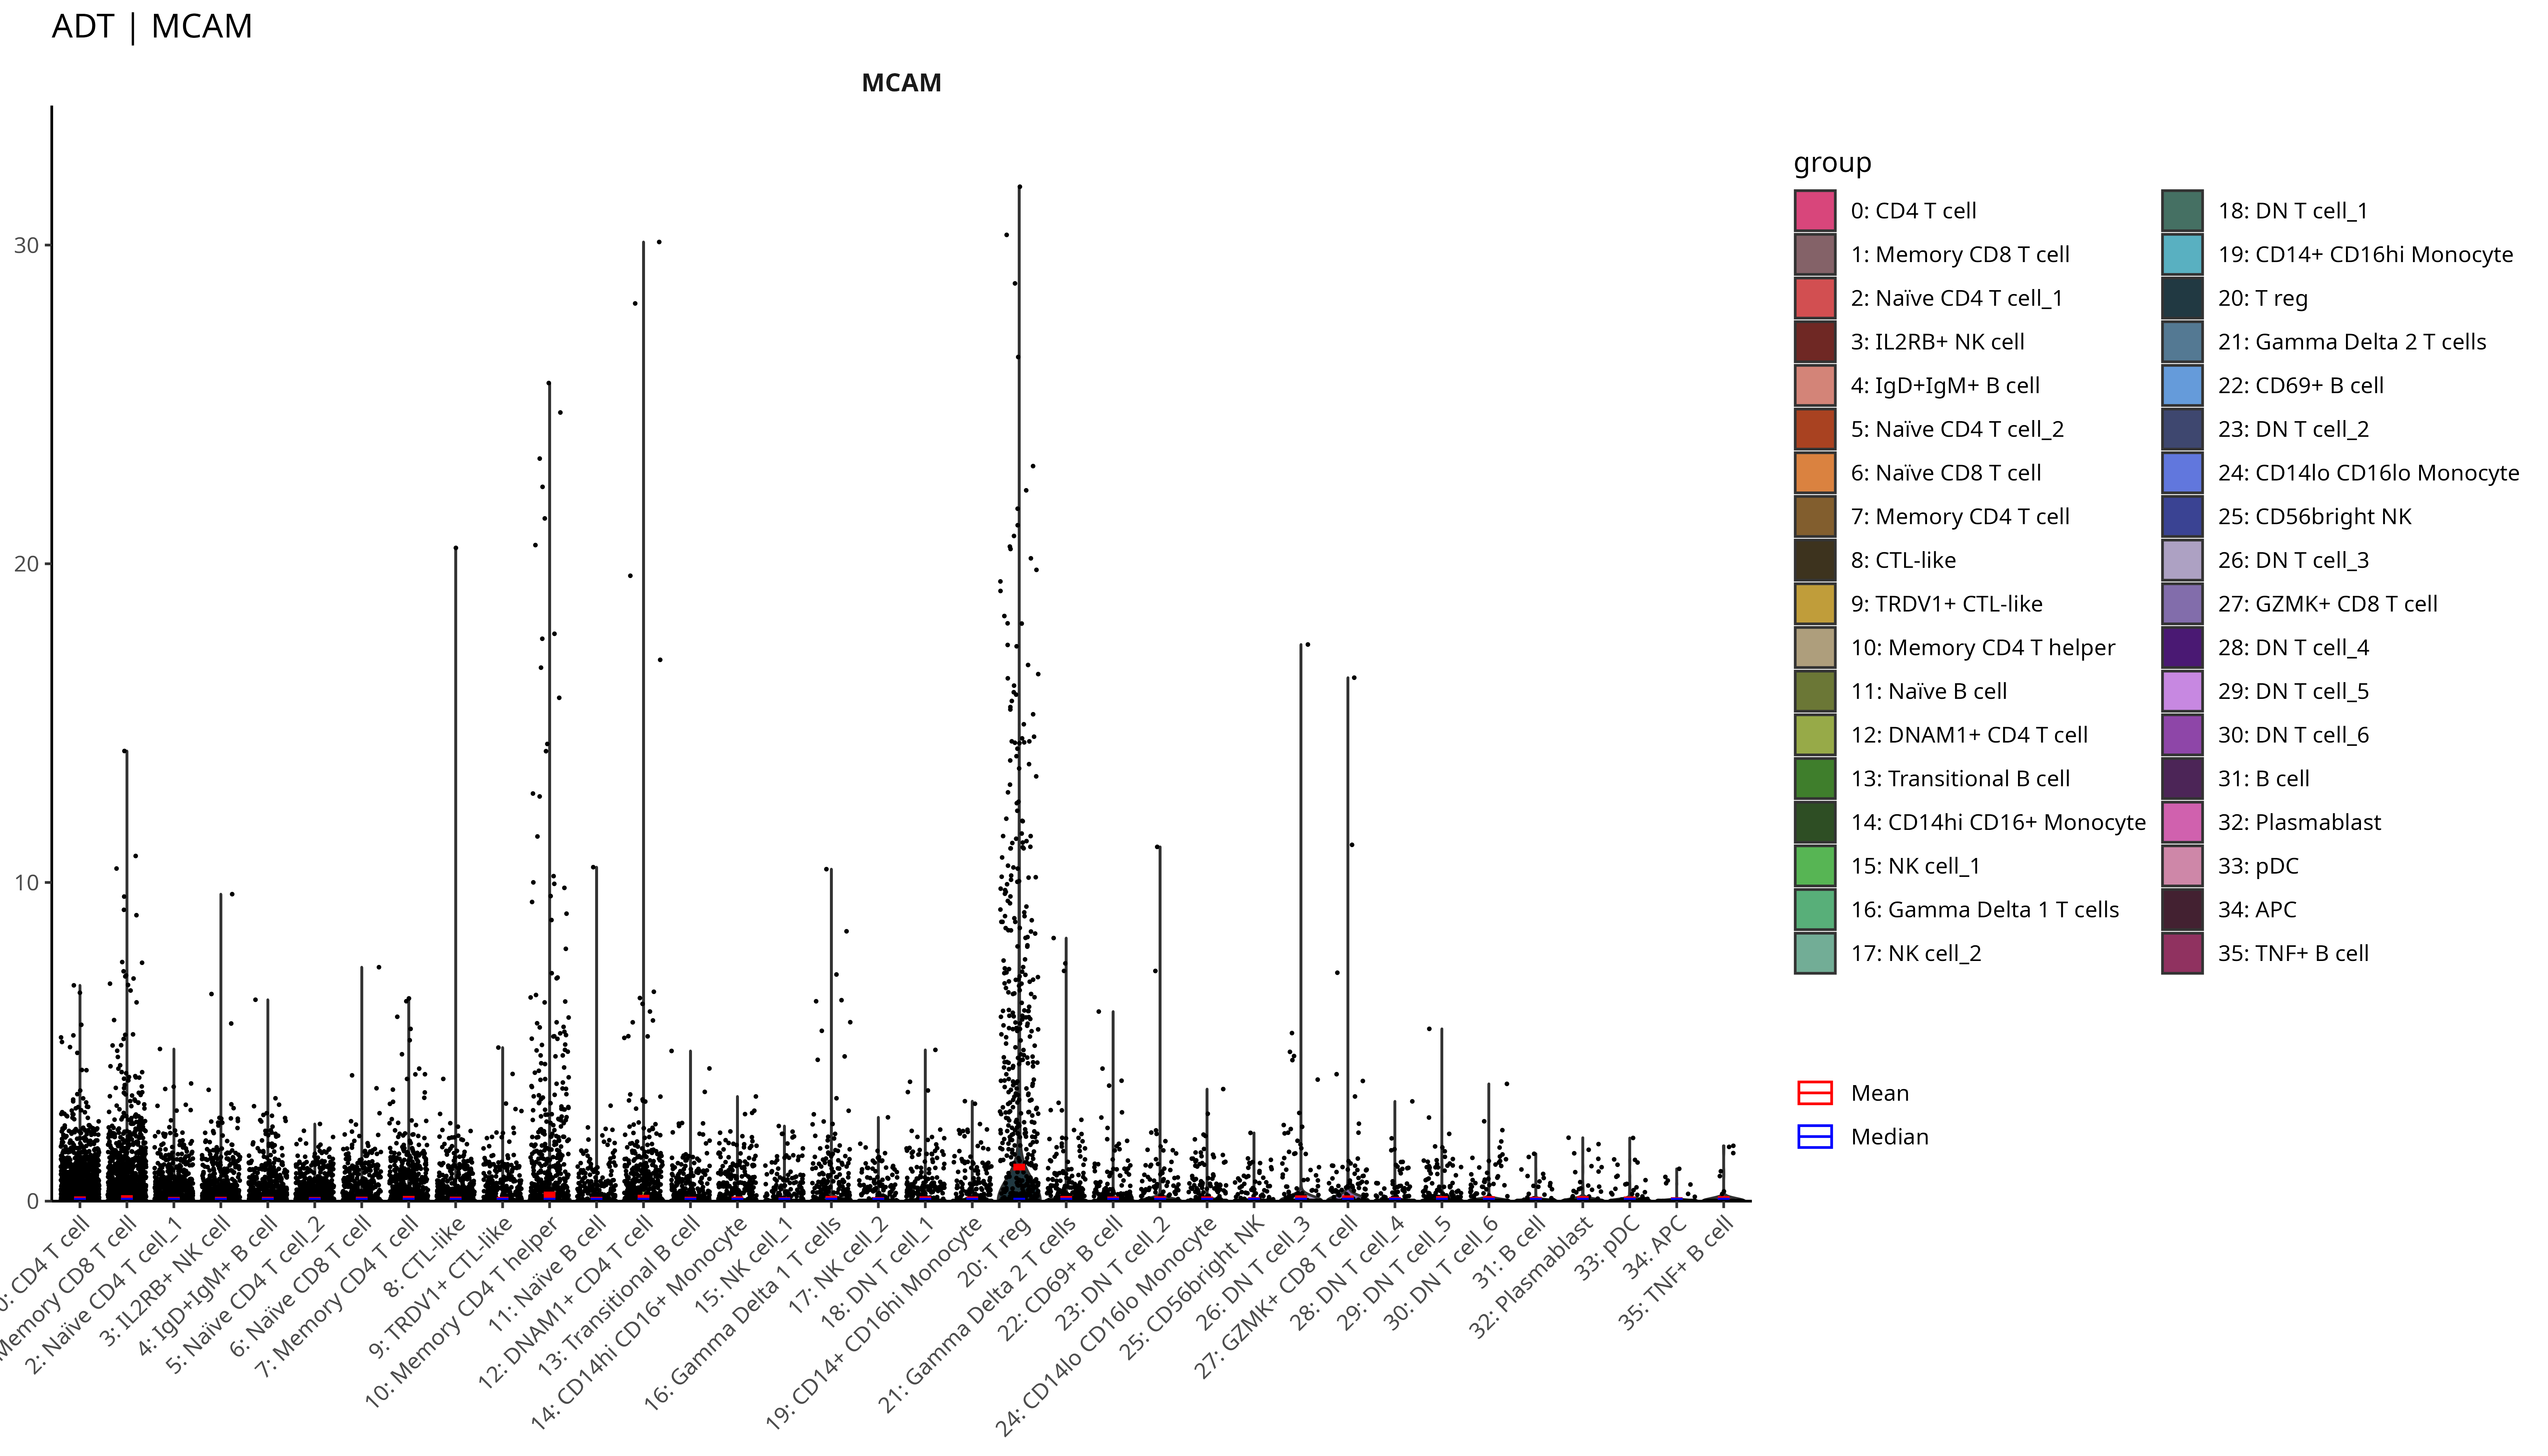 ADT | MCAM
MCAM
30
20
10
0
0: CD4 T cell
Memory CD8 T cell
2: Naïve CD4 T cell_1
3: IL2RB+ NK cell
4: IgD+IgM+ B cell
5: Naïve CD4 T cell_2
6: Naïve CD8 T cell
7: Memory CD4 T cell
8: CTL-like
9: TRDV1+ CTL-like
10: Memory CD4 T helper
11: Naïve B cell
12: DNAM1+ CD4 T cell
13: Transitional B cell
14: CD14hi CD16+ Monocyte
15: NK cell_1
16: Gamma Delta 1 T cells
17: NK cell_2
18: DN T cell_1
19: CD14+ CD16hi Monocyte
20: T reg
21: Gamma Delta 2 T cells
22: CD69+ B cell
23: DN T cell_2
24: CD14lo CD16lo Monocyte
25: CD56bright NK
26: DN T cell_3
27: GZMK+ CD8 T cell
28: DN T cell_4
29: DN T cell_5
30: DN T cell_6
31: B cell
32: Plasmablast
33: pDC
34: APC
35: TNF+ B cell
group
0: CD4 T cell
1: Memory CD8 T cell
2: Naïve CD4 T cell_1
3: IL2RB+ NK cell
4: IgD+IgM+ B cell
5: Naïve CD4 T cell_2
6: Naïve CD8 T cell
7: Memory CD4 T cell
8: CTL-like
9: TRDV1+ CTL-like
10: Memory CD4 T helper
11: Naïve B cell
12: DNAM1+ CD4 T cell
13: Transitional B cell
14: CD14hi CD16+ Monocyte
15: NK cell_1
16: Gamma Delta 1 T cells
17: NK cell_2
18: DN T cell_1
19: CD14+ CD16hi Monocyte
20: T reg
21: Gamma Delta 2 T cells
22: CD69+ B cell
23: DN T cell_2
24: CD14lo CD16lo Monocyte
25: CD56bright NK
26: DN T cell_3
27: GZMK+ CD8 T cell
28: DN T cell_4
29: DN T cell_5
30: DN T cell_6
31: B cell
32: Plasmablast
33: pDC
34: APC
35: TNF+ B cell
Mean
Median